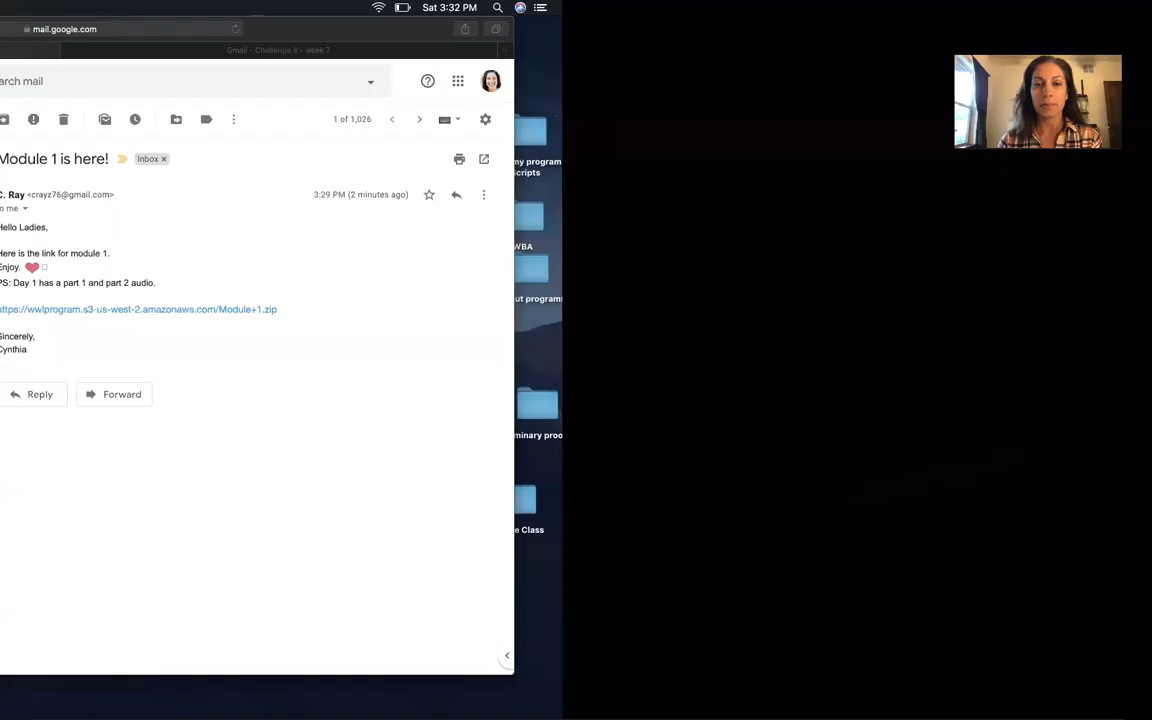 Sat 3:32 PM
mail.google.com
Gmail - Challenge II - week 7
arch mail
1 of 1,026
Module 1 is here!
Inbox ×
C. Ray <crayz76@gmail.com>
3:29 PM (2 minutes ago)
o me
Hello Ladies,
Here is the link for module 1.
Enjoy.
PS: Day 1 has a part 1 and part 2 audio.
https://wwlprogram.s3-us-west-2.amazonaws.com/Module+1.zip
Sincerely,
Cynthia
Reply
Forward
my program
Scripts
WBA
ut programs
minary proo
e Class